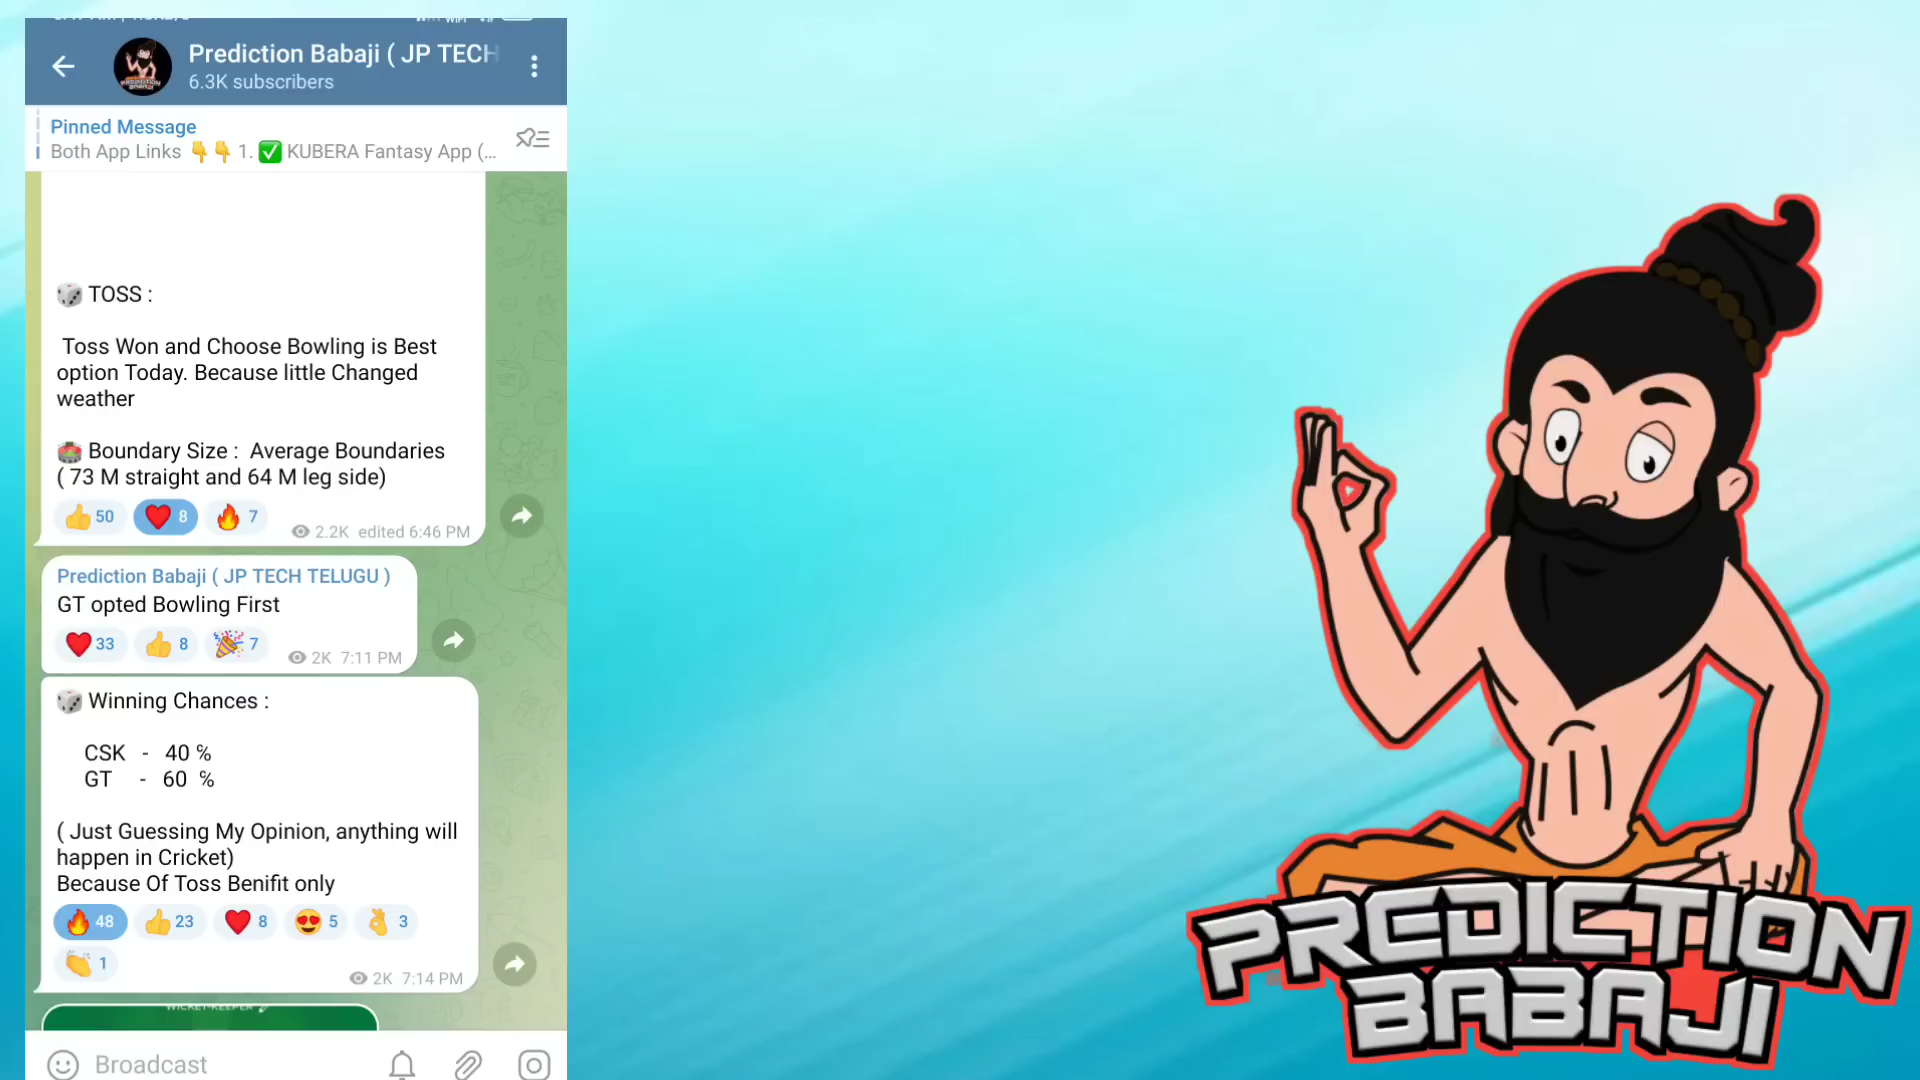 Prediction Babaji ( JP TECH
6.3K subscribers
Pinned Message
Both App Links 👇👇 1. ✅ KUBERA Fantasy App (...
🎲 TOSS :
Toss Won and Choose Bowling is Best
option Today. Because little Changed
weather
🏟 Boundary Size : Average Boundaries
( 73 M straight and 64 M leg side)
👍 50 ❤️ 8 🔥 7
2.2K edited 6:46 PM
Prediction Babaji ( JP TECH TELUGU )
GT opted Bowling First
❤️ 33 👍 8 🎉 7
2K 7:11 PM
🎲 Winning Chances :
CSK - 40 %
GT - 60 %
( Just Guessing My Opinion, anything will
happen in Cricket)
Because Of Toss Benifit only
🔥 48 👍 23 ❤️ 8 😍 5 👌 3
👏 1
2K 7:14 PM
WICKET-KEEPER
Broadcast
PREDICTION
BABAJI